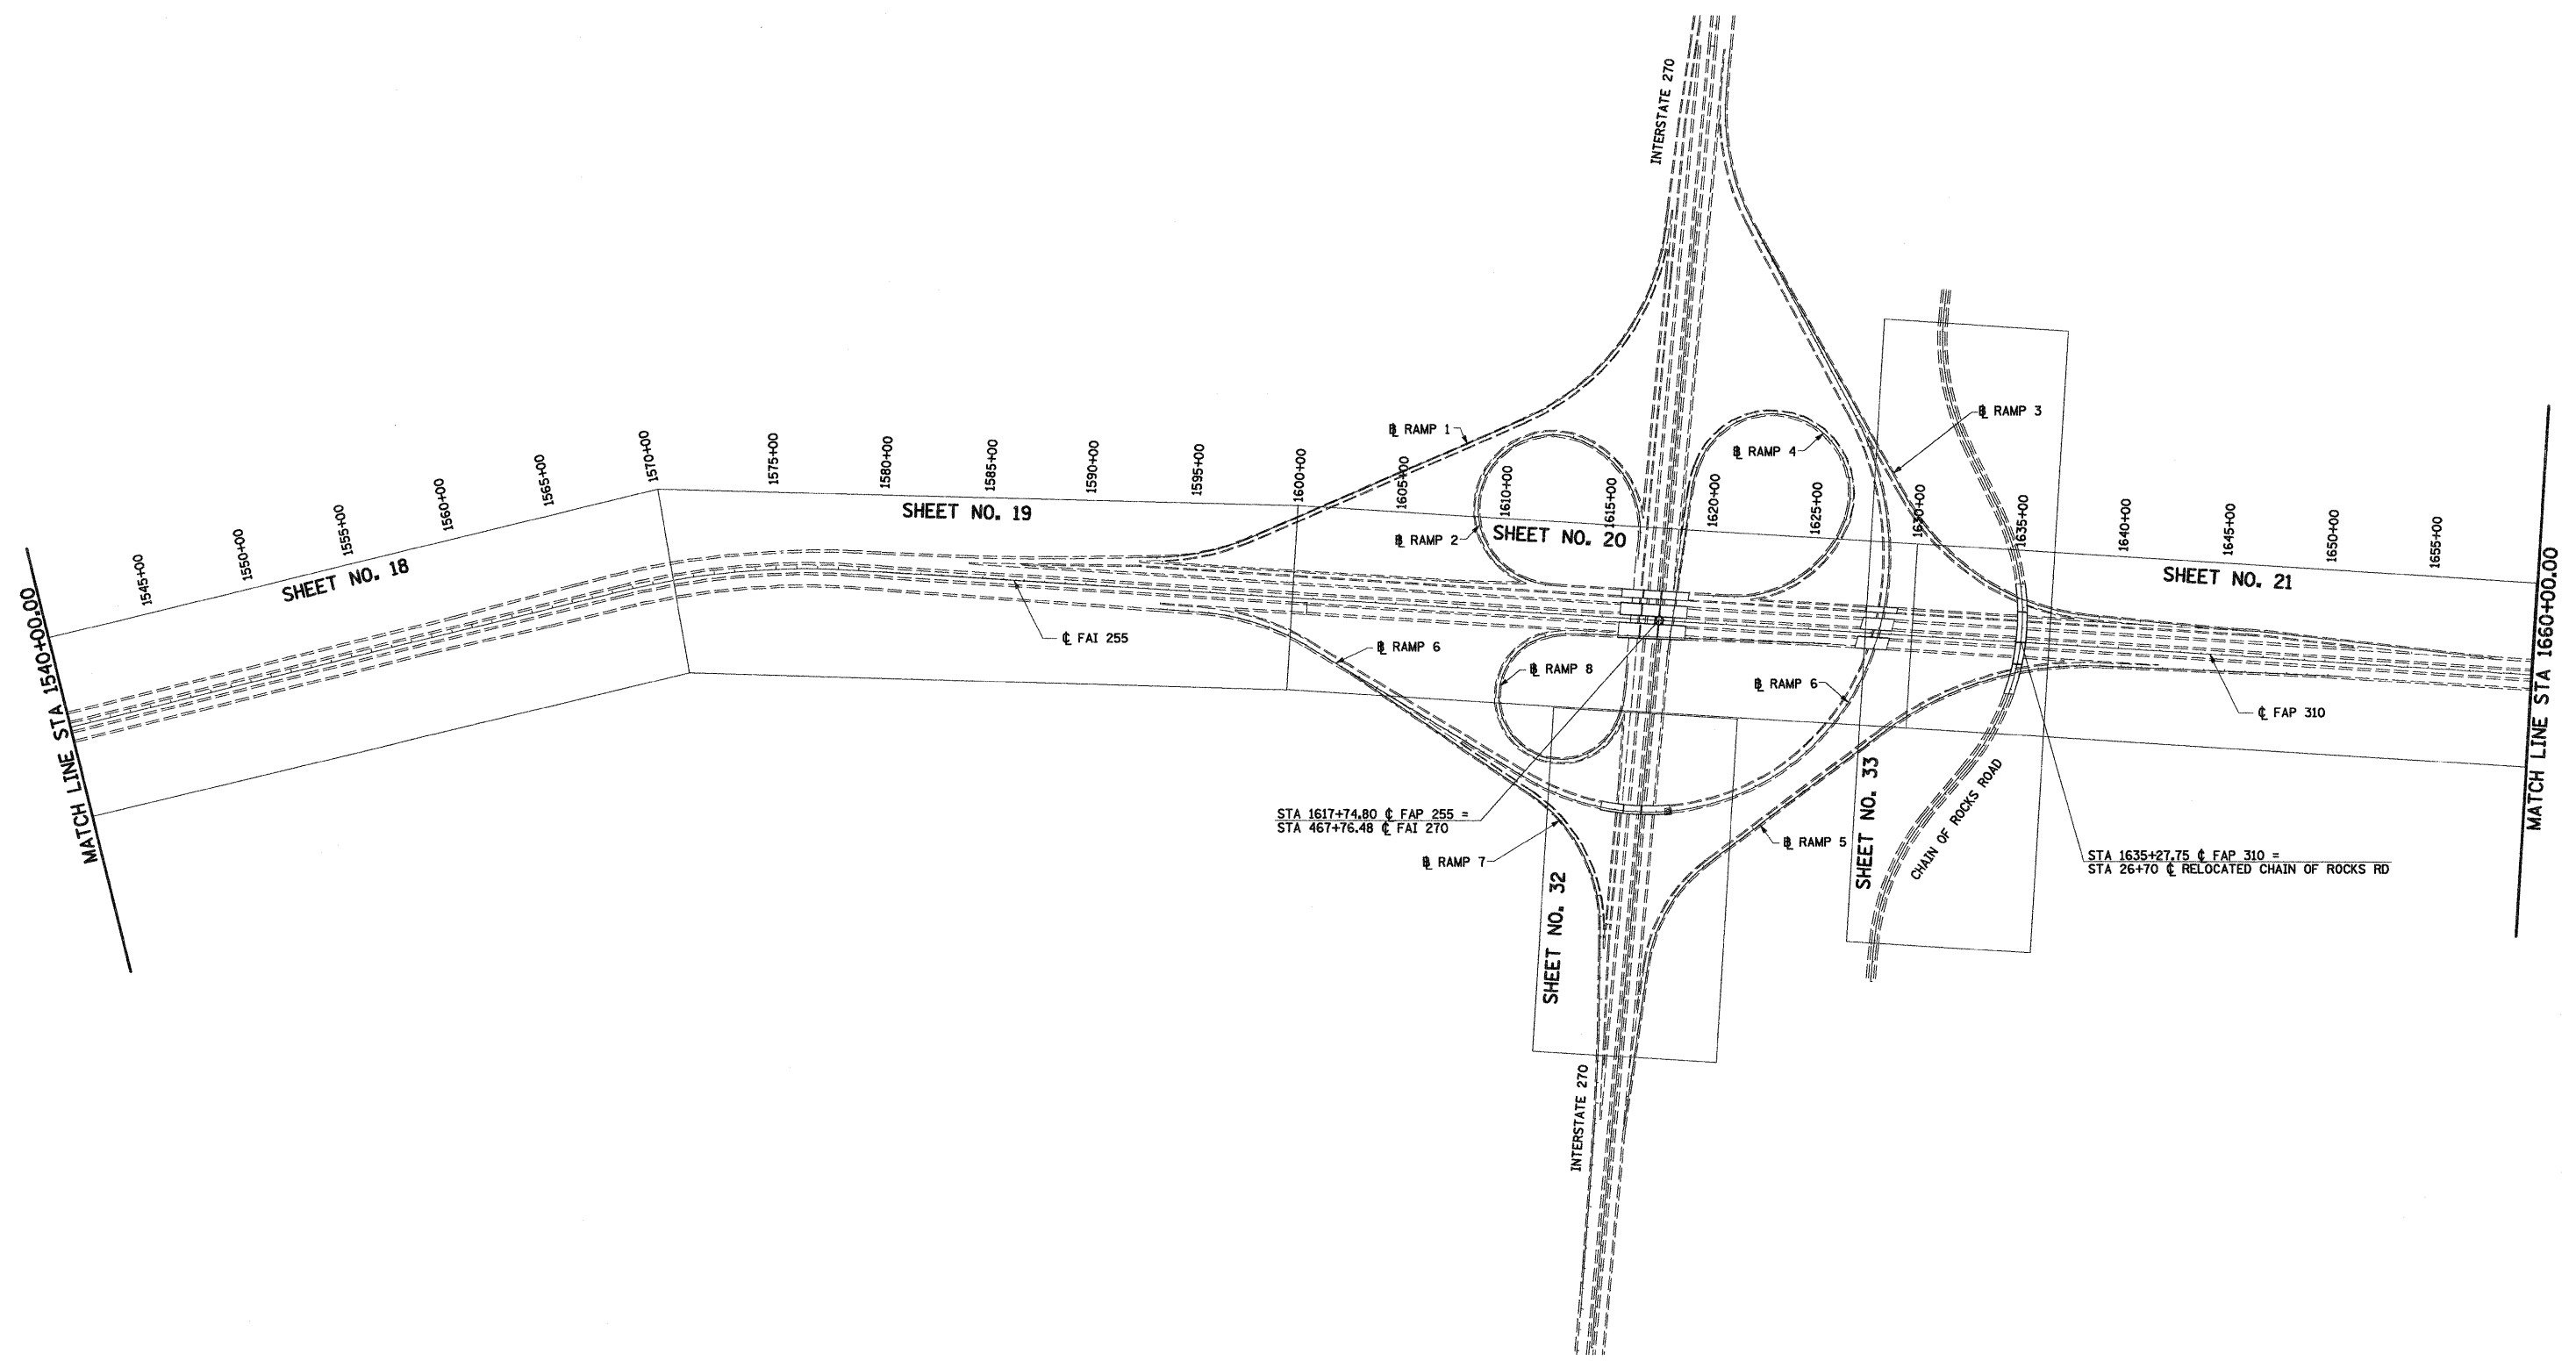 INTERSTATE 270
℄ RAMP 3
℄ RAMP 1
℄ RAMP 4
1545+00
1550+00
1555+00
1560+00
1565+00
1570+00
1575+00
1580+00
1585+00
1590+00
1595+00
1600+00
1605+00
1610+00
1615+00
1620+00
1625+00
1630+00
1635+00
1640+00
1645+00
1650+00
1655+00
SHEET NO. 18
SHEET NO. 19
SHEET NO. 20
SHEET NO. 21
℄ RAMP 2
MATCH LINE STA 1540+00.00
MATCH LINE STA 1660+00.00
℄ FAI 255
℄ RAMP 6
℄ RAMP 8
℄ RAMP 6
℄ FAP 310
STA 1617+74.80 ℄ FAP 255 =
STA 467+76.48 ℄ FAI 270
℄ RAMP 7
℄ RAMP 5
SHEET NO. 32
SHEET NO. 33
CHAIN OF ROCKS ROAD
STA 1635+27.75 ℄ FAP 310 =
STA 26+70 ℄ RELOCATED CHAIN OF ROCKS RD
INTERSTATE 270